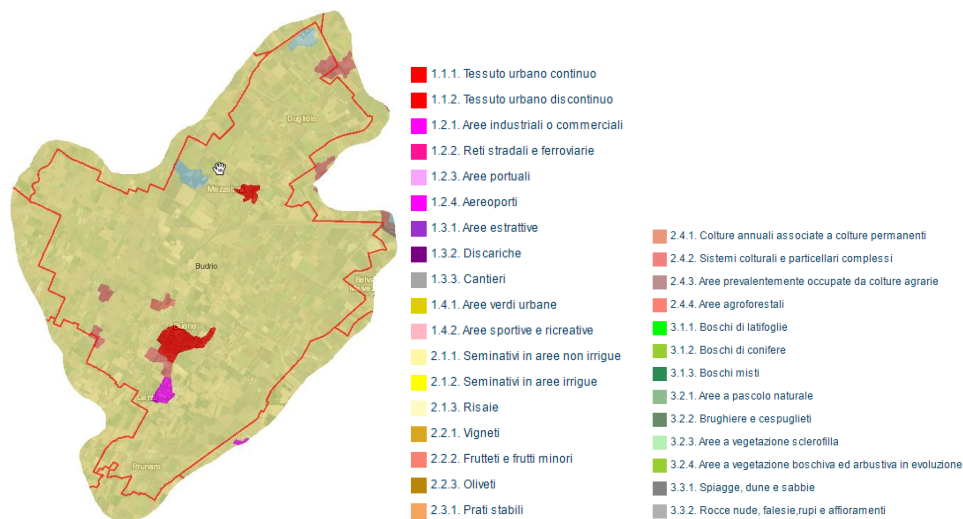 Dugliolo
Mezzolara
Budrio
Budrio
Prunaro
1.1.1. Tessuto urbano continuo
1.1.2. Tessuto urbano discontinuo
1.2.1. Aree industriali o commerciali
1.2.2. Reti stradali e ferroviarie
1.2.3. Aree portuali
1.2.4. Aereoporti
1.3.1. Aree estrattive
1.3.2. Discariche
1.3.3. Cantieri
1.4.1. Aree verdi urbane
1.4.2. Aree sportive e ricreative
2.1.1. Seminativi in aree non irrigue
2.1.2. Seminativi in aree irrigue
2.1.3. Risaie
2.2.1. Vigneti
2.2.2. Frutteti e frutti minori
2.2.3. Oliveti
2.3.1. Prati stabili
2.4.1. Colture annuali associate a colture permanenti
2.4.2. Sistemi colturali e particellari complessi
2.4.3. Aree prevalentemente occupate da colture agrarie
2.4.4. Aree agroforestali
3.1.1. Boschi di latifoglie
3.1.2. Boschi di conifere
3.1.3. Boschi misti
3.2.1. Aree a pascolo naturale
3.2.2. Brughiere e cespuglieti
3.2.3. Aree a vegetazione sclerofilla
3.2.4. Aree a vegetazione boschiva ed arbustiva in evoluzione
3.3.1. Spiagge, dune e sabbie
3.3.2. Rocce nude, falesie,rupi e affioramenti